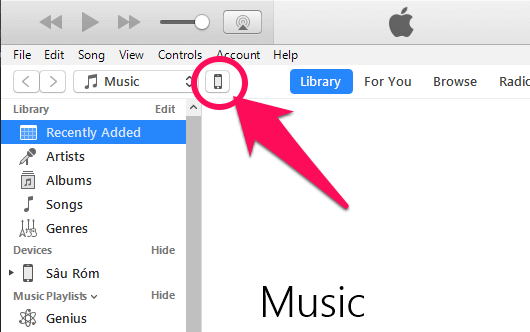 File Edit Song View Controls Account Help
Music
Library For You Browse Radio
Library Edit
Recently Added
Artists
Albums
Songs
Genres
Devices Hide
Sâu Róm
Music Playlists Hide
Genius
Music